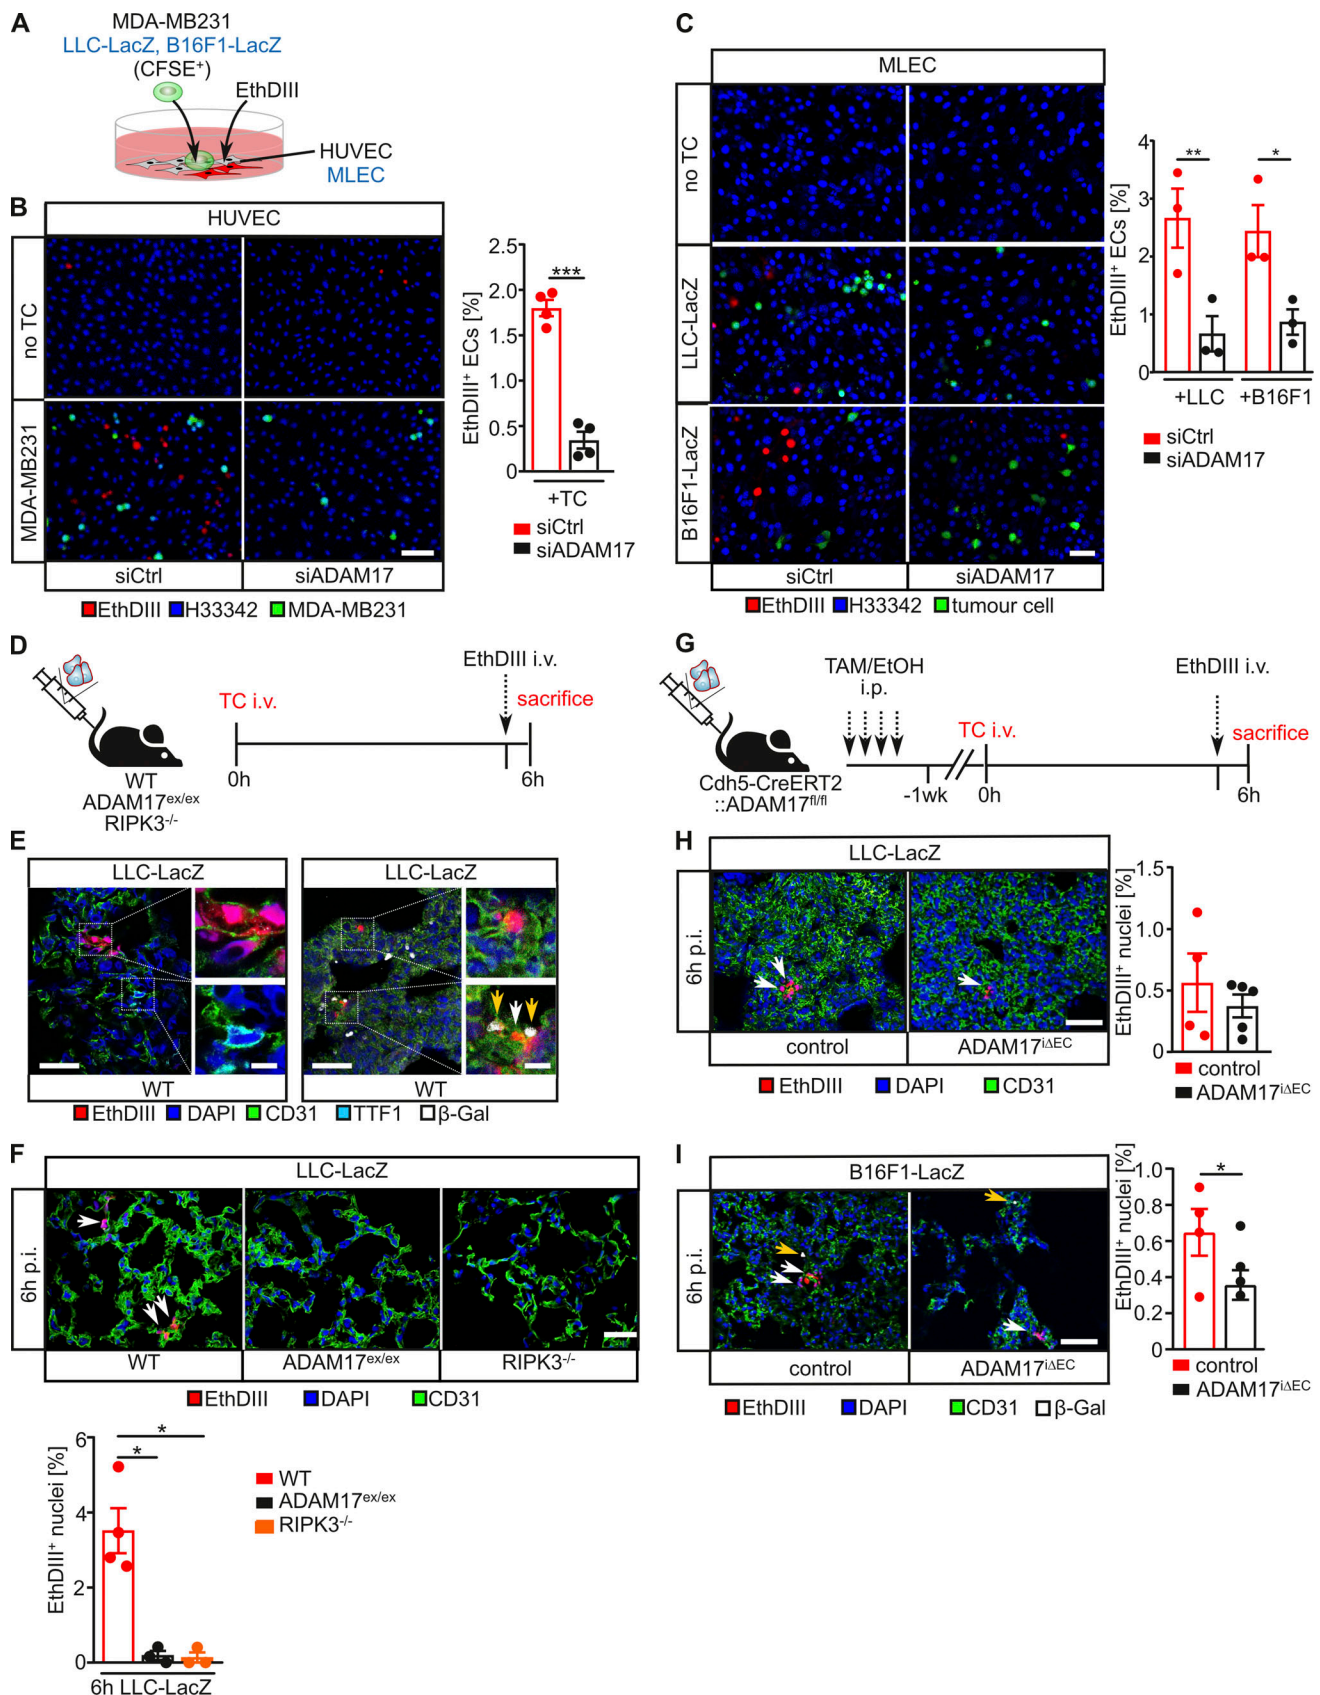 A
MDA-MB231
LLC-LacZ, B16F1-LacZ
(CFSE⁺)
EthDIII
HUVEC
MLEC
B
HUVEC
no TC
MDA-MB231
siCtrl
siADAM17
EthDIII H33342 MDA-MB231
EthDIII⁺ ECs [%]
2.5
2.0
1.5
1.0
0.5
0
***
+TC
siCtrl
siADAM17
C
MLEC
no TC
LLC-LacZ
B16F1-LacZ
siCtrl
siADAM17
EthDIII H33342 tumour cell
EthDIII⁺ ECs [%]
4
3
2
1
0
**
*
+LLC
+B16F1
siCtrl
siADAM17
D
EthDIII i.v.
TC i.v.
sacrifice
0h
6h
WT
ADAM17ex/ex
RIPK3-/-
E
LLC-LacZ
LLC-LacZ
WT
WT
EthDIII DAPI CD31 TTF1 β-Gal
F
LLC-LacZ
6h p.i.
WT
ADAM17ex/ex
RIPK3-/-
EthDIII DAPI CD31
EthDIII⁺ nuclei [%]
6
4
2
0
*
*
6h LLC-LacZ
WT
ADAM17ex/ex
RIPK3-/-
G
TAM/EtOH
i.p.
EthDIII i.v.
TC i.v.
sacrifice
-1wk
0h
6h
Cdh5-CreERT2
::ADAM17fl/fl
H
LLC-LacZ
6h p.i.
control
ADAM17iΔEC
EthDIII DAPI CD31
EthDIII⁺ nuclei [%]
1.5
1.0
0.5
0
control
ADAM17iΔEC
I
B16F1-LacZ
6h p.i.
control
ADAM17iΔEC
EthDIII DAPI CD31 β-Gal
EthDIII⁺ nuclei [%]
1.0
0.8
0.6
0.4
0.2
0
*
control
ADAM17iΔEC